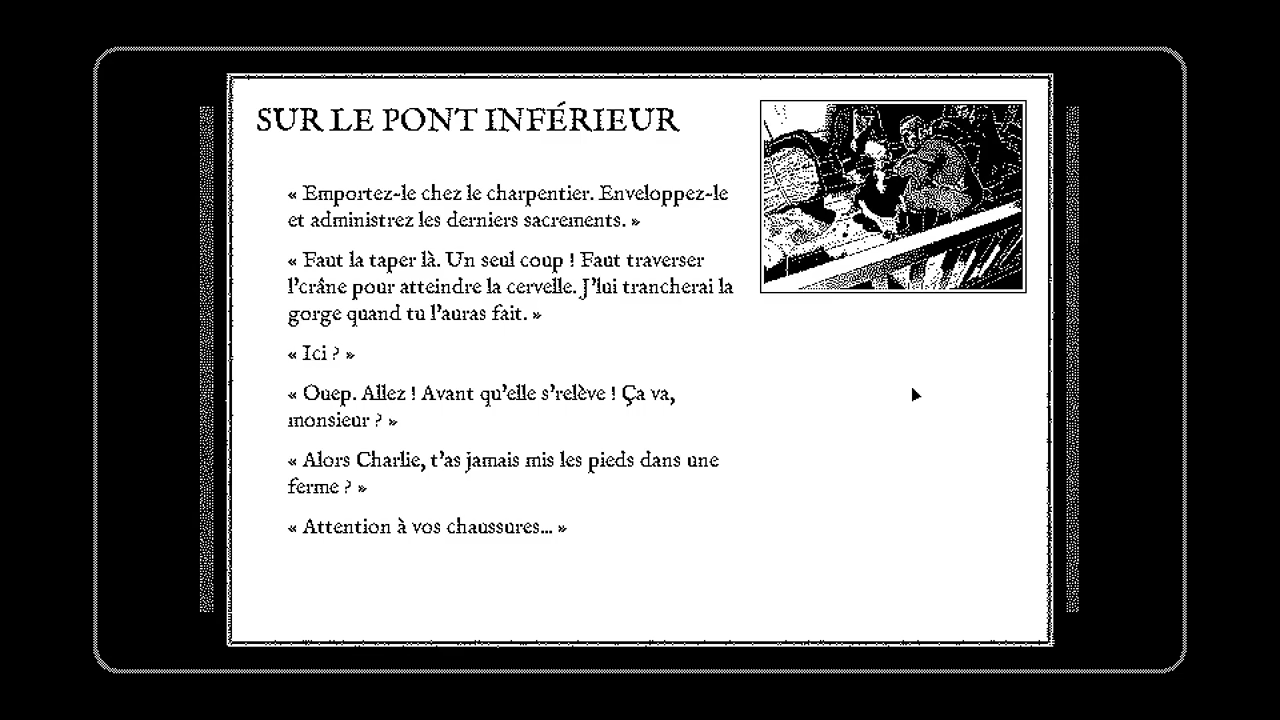 SUR LE PONT INFÉRIEUR
« Emportez-le chez le charpentier. Enveloppez-le
et administrez les derniers sacrements. »
« Faut la taper là. Un seul coup ! Faut traverser
l'crâne pour atteindre la cervelle. J'lui trancherai la
gorge quand tu l'auras fait. »
« Ici ? »
« Ouep. Allez ! Avant qu'elle s'relève ! Ça va,
monsieur ? »
« Alors Charlie, t'as jamais mis les pieds dans une
ferme ? »
« Attention à vos chaussures... »